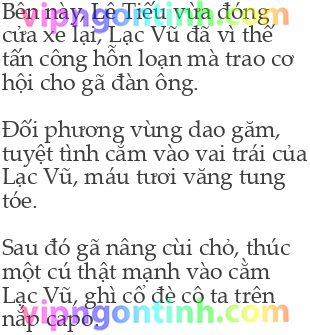 Bên này, Lê Tiếu vừa đóng
cửa xe lại, Lạc Vũ đã vì thế
tấn công hỗn loạn mà trao cơ
hội cho gã đàn ông.
Đối phương vùng dao găm,
tuyệt tình cắm vào vai trái của
Lạc Vũ, máu tươi văng tung
tóe.
Sau đó gã nâng cùi chỏ, thúc
một cú thật mạnh vào cằm
Lạc Vũ, ghì cổ đè cô ta trên
nắp capo.
vipngontinh.com
vipngontinh.com